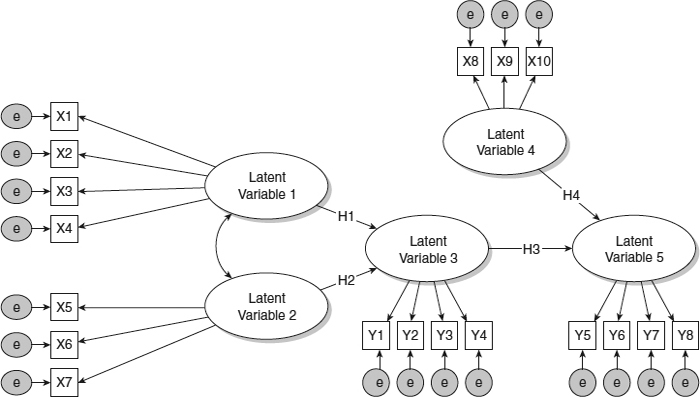 e e e
X8 X9 X10
Latent
Variable 4
e X1
e X2
e X3
e X4
Latent
Variable 1
H1
H4
Latent
Variable 3
H3
Latent
Variable 5
H2
Latent
Variable 2
e X5
e X6
e X7
Y1 Y2 Y3 Y4
Y5 Y6 Y7 Y8
e e e e
e e e e